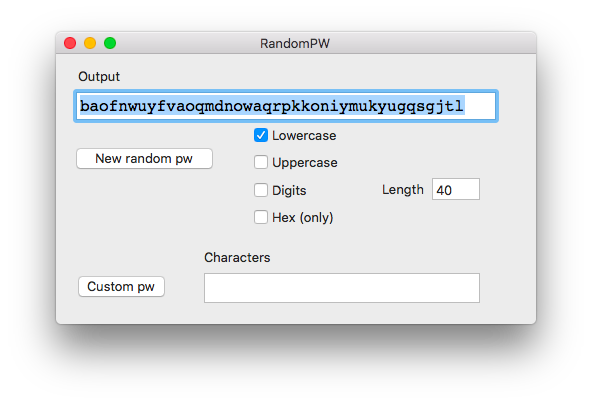 RandomPW
Output
baofnwuyfvaoqmdnowaqrpkkoniymukyugqsgjtl
Lowercase
New random pw
Uppercase
Digits
Length 40
Hex (only)
Characters
Custom pw